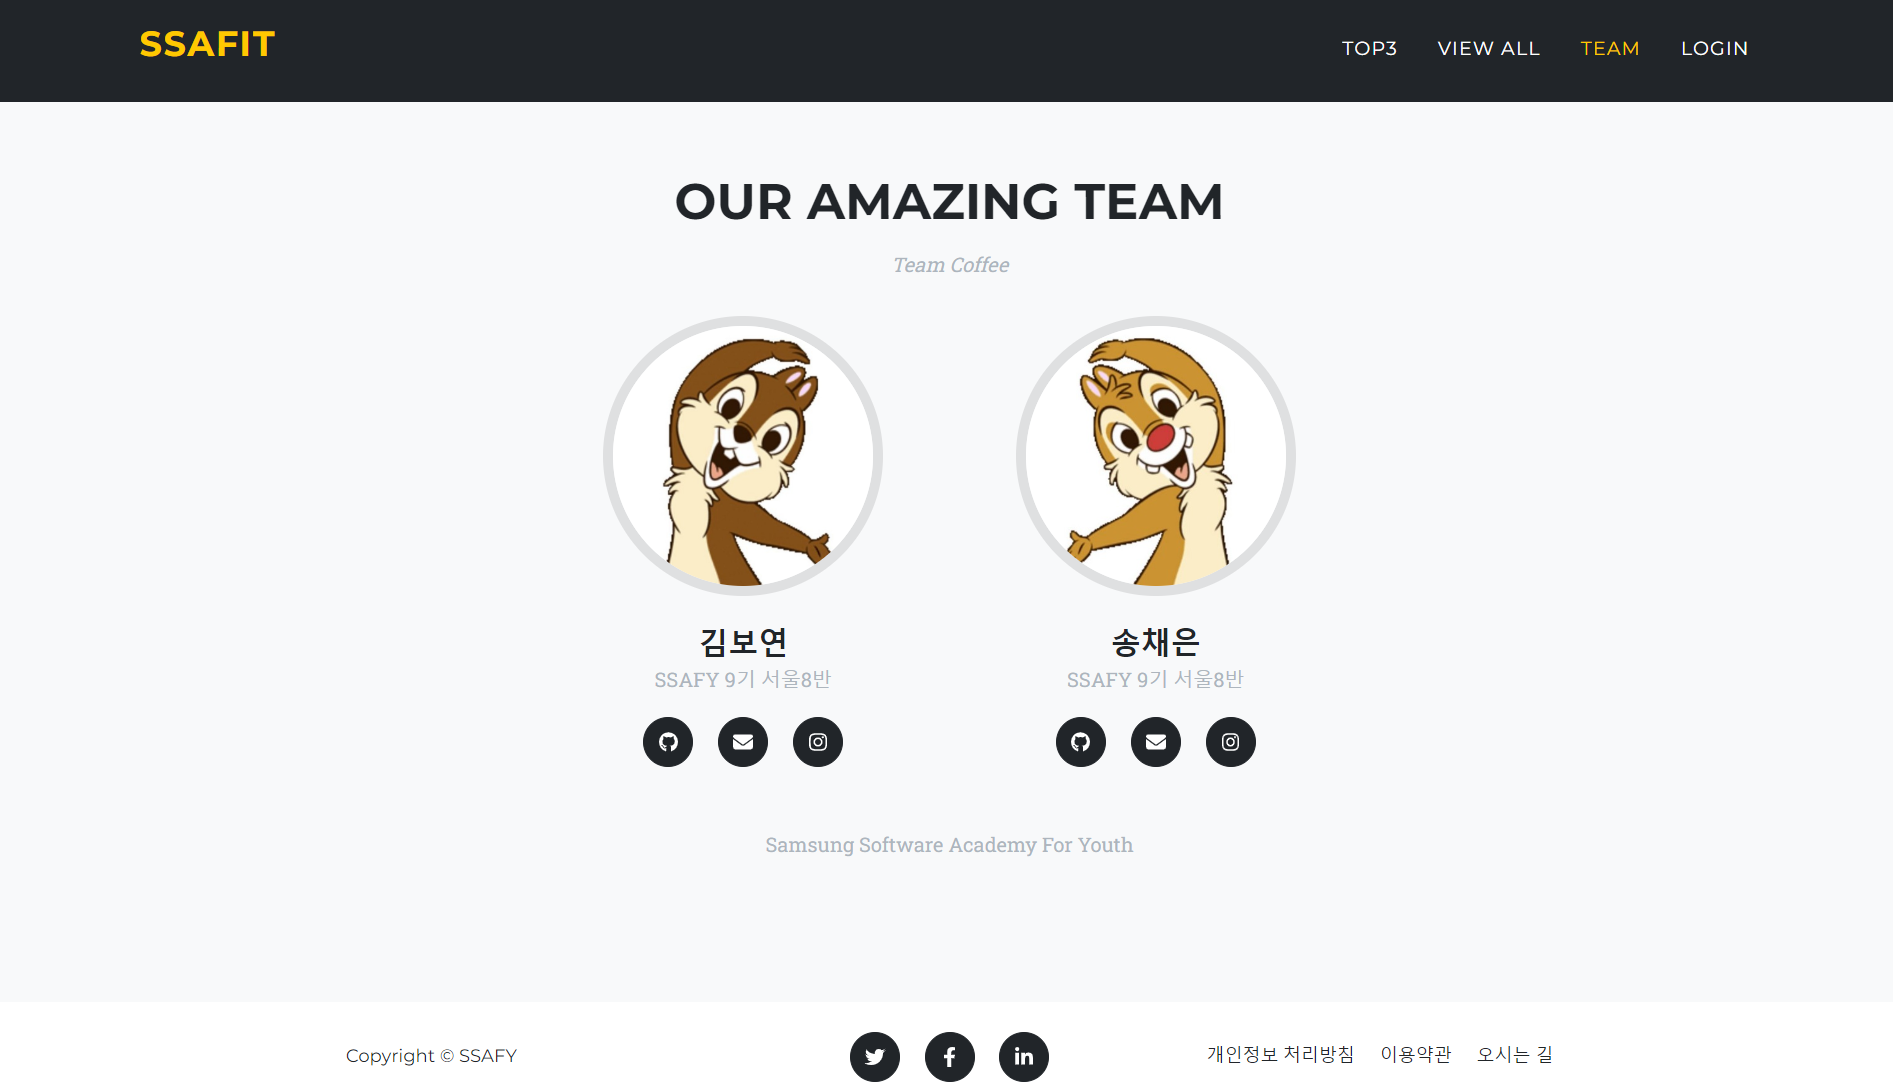 SSAFIT
TOP3 VIEW ALL TEAM LOGIN
OUR AMAZING TEAM
Team Coffee
김보연
SSAFY 9기 서울8반
송채은
SSAFY 9기 서울8반
Samsung Software Academy For Youth
Copyright © SSAFY
개인정보 처리방침 이용약관 오시는 길